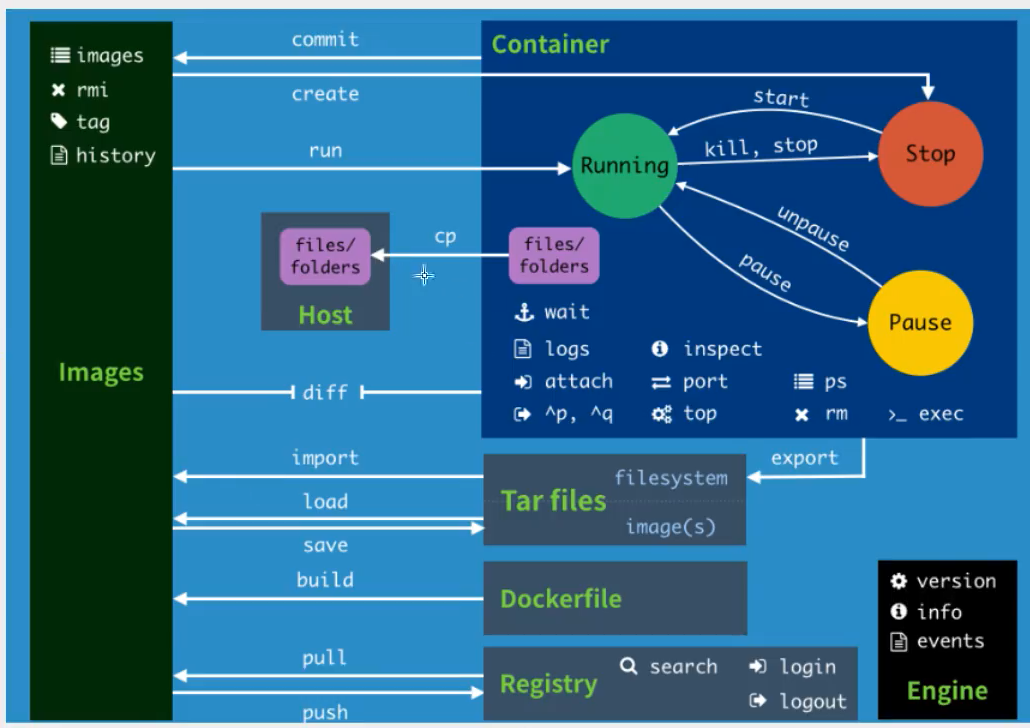 images
rmi
tag
history
Images
commit
create
run
cp
files/
folders
Host
diff
import
load
save
build
pull
push
Container
start
kill, stop
Running
Stop
unpause
pause
Pause
files/
folders
wait
logs
inspect
attach
port
ps
^p, ^q
top
rm
>_ exec
export
Tar files
filesystem
image(s)
Dockerfile
Registry
search
login
logout
version
info
events
Engine